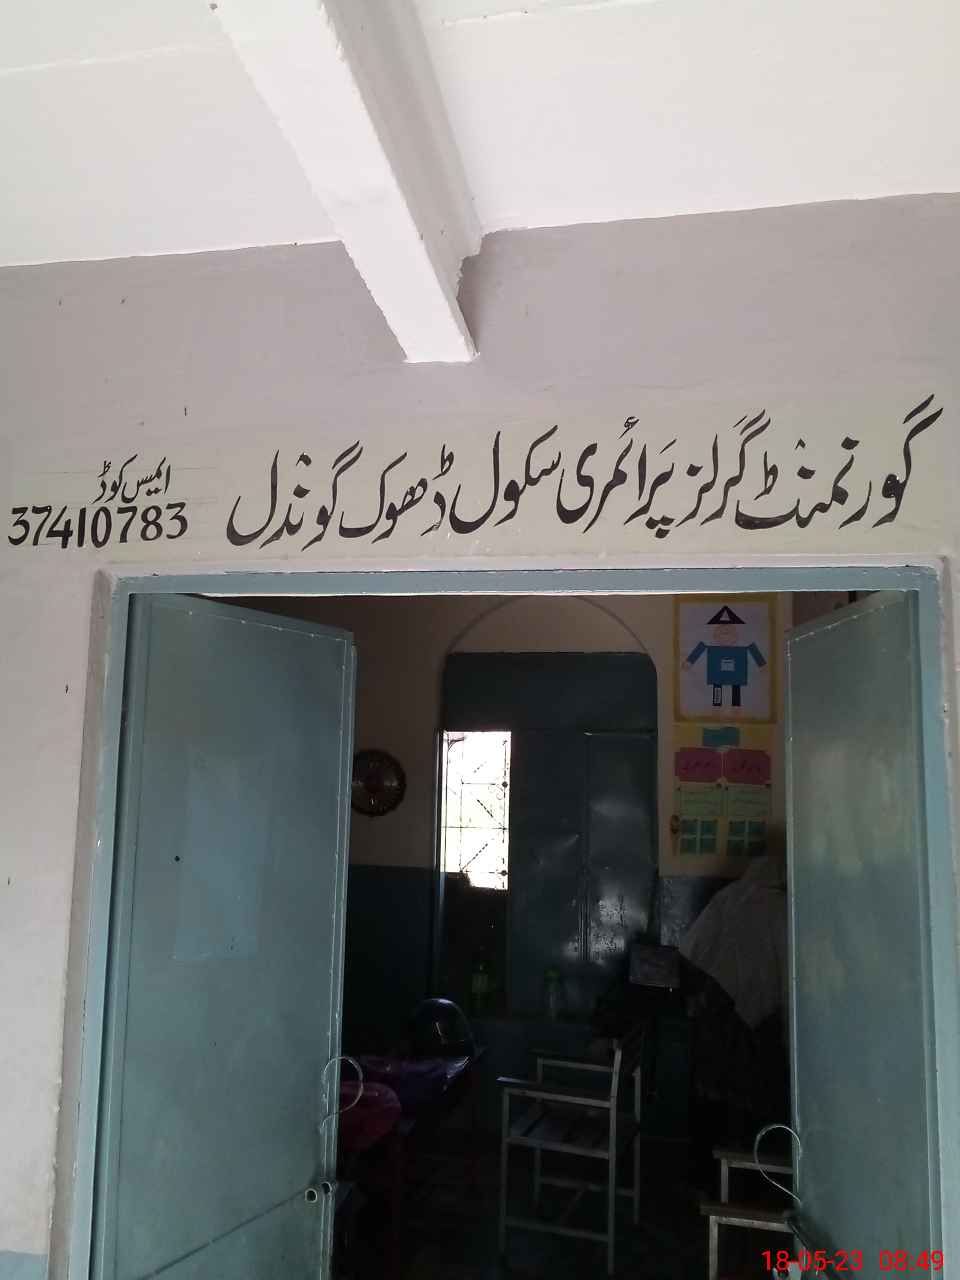 گورنمنٹ گرلز پرائمری سکول ڈھوک گوندل
ایمس کوڈ
37410783
18-05-23 08:49